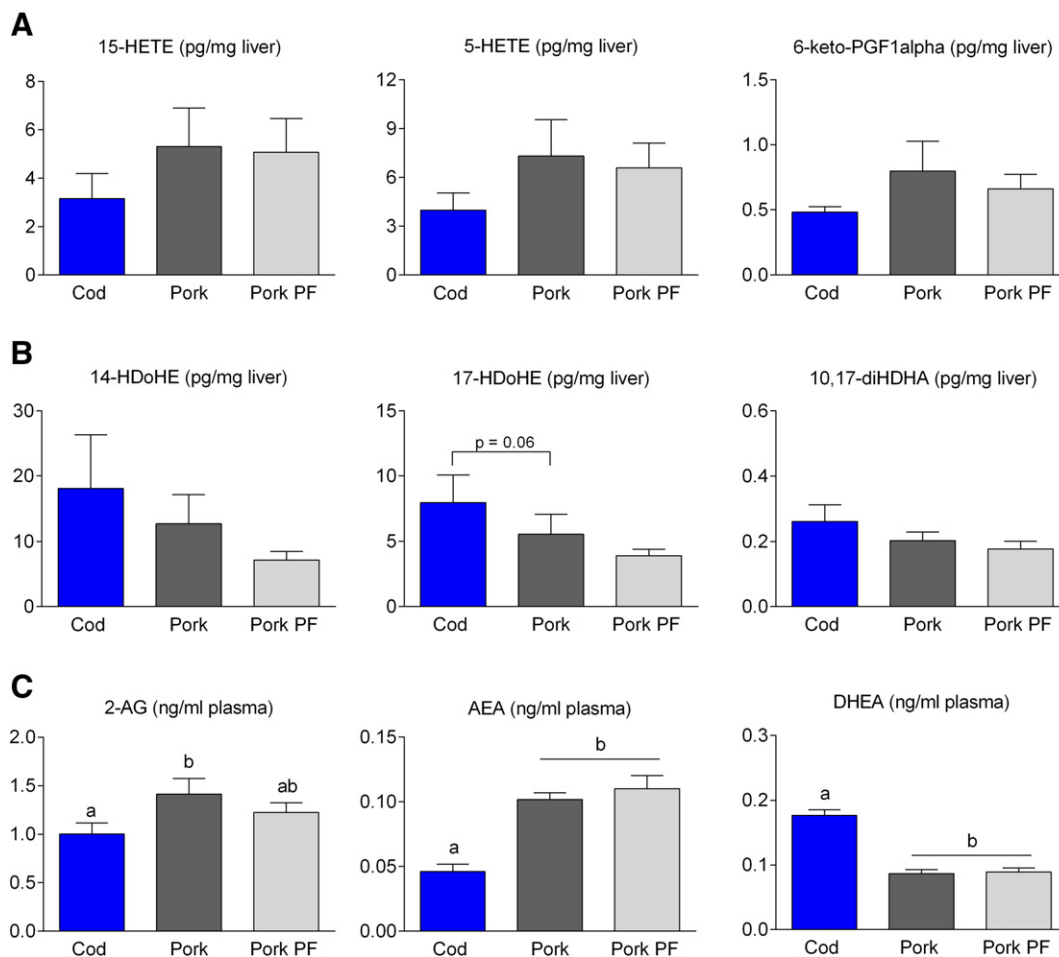 A
15-HETE (pg/mg liver)
5-HETE (pg/mg liver)
6-keto-PGF1alpha (pg/mg liver)
8
6
4
2
0
Cod
Pork
Pork PF
12
9
6
3
0
Cod
Pork
Pork PF
1.5
1.0
0.5
0.0
Cod
Pork
Pork PF
B
14-HDoHE (pg/mg liver)
17-HDoHE (pg/mg liver)
10,17-diHDHA (pg/mg liver)
30
20
10
0
Cod
Pork
Pork PF
15
10
5
0
p = 0.06
Cod
Pork
Pork PF
0.6
0.4
0.2
0.0
Cod
Pork
Pork PF
C
2-AG (ng/ml plasma)
AEA (ng/ml plasma)
DHEA (ng/ml plasma)
2.0
1.5
1.0
0.5
0.0
a
b
ab
Cod
Pork
Pork PF
0.15
0.10
0.05
0.00
a
b
Cod
Pork
Pork PF
0.3
0.2
0.1
0.0
a
b
Cod
Pork
Pork PF